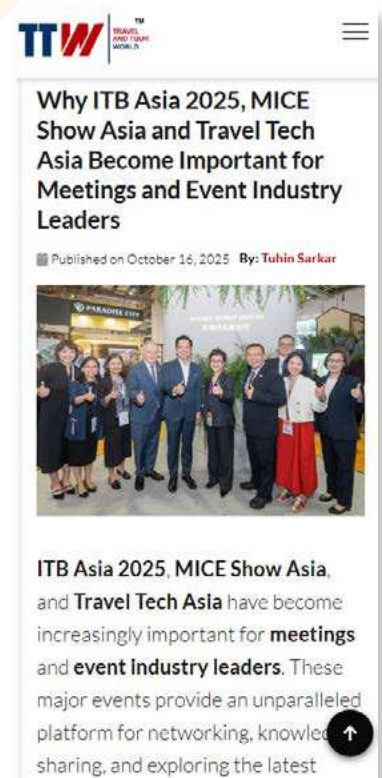 TTW
TM
TRAVEL
AND TOUR
WORLD
Why ITB Asia 2025, MICE
Show Asia and Travel Tech
Asia Become Important for
Meetings and Event Industry
Leaders
Published on October 16, 2025 By: Tuhin Sarkar
PARADISE CITY
ITB Asia 2025, MICE Show Asia,
and Travel Tech Asia have become
increasingly important for meetings
and event industry leaders. These
major events provide an unparalleled
platform for networking,
sharing, and exploring the latest